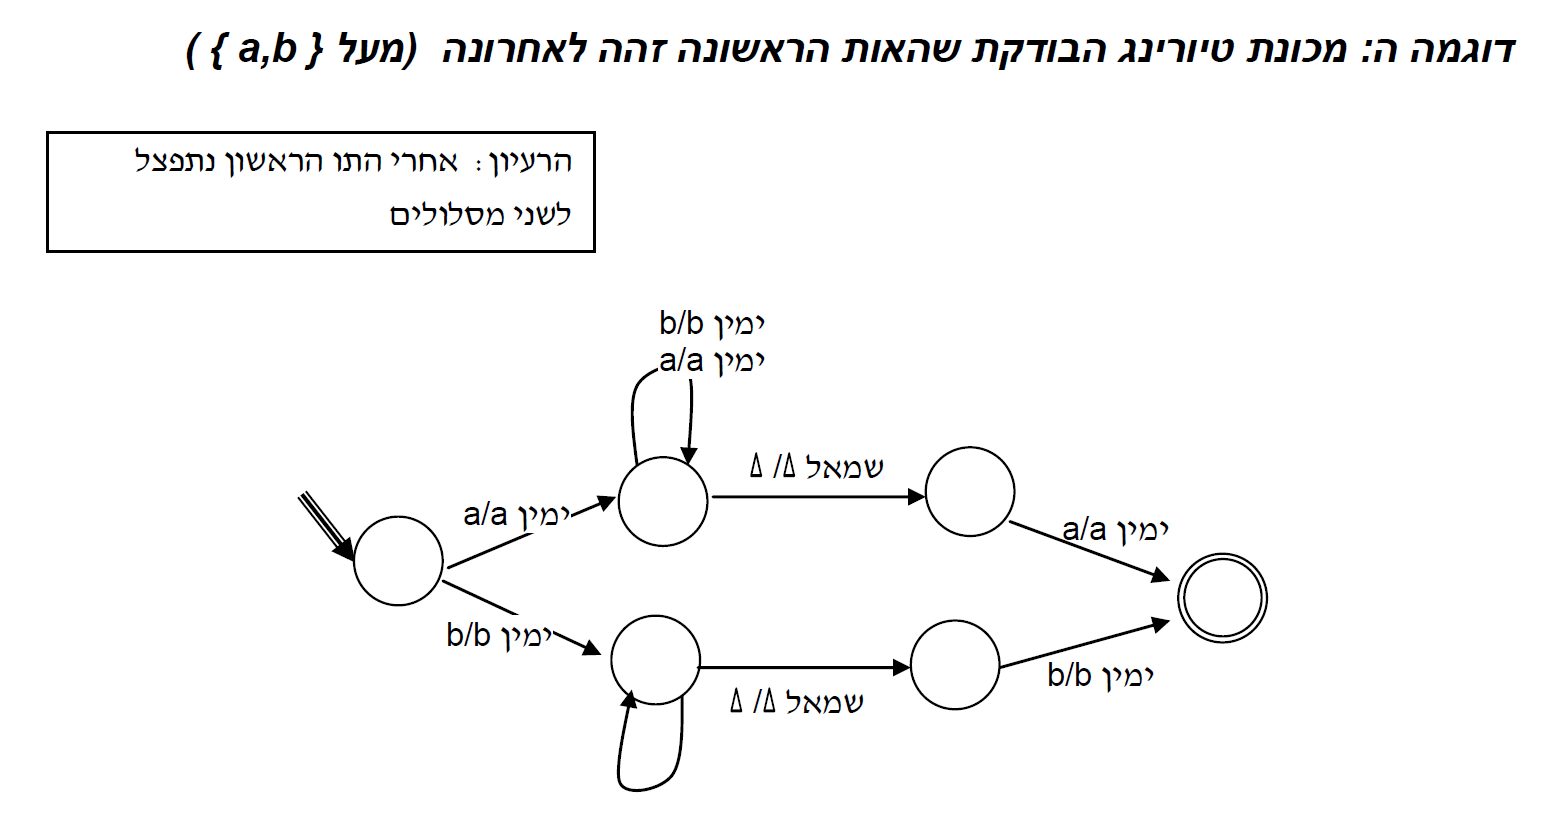 דוגמה ה: מכונת טיורינג הבודקת שהאות הראשונה זהה לאחרונה (מעל { a,b } )
הרעיון: אחרי התו הראשון נתפצל
לשני מסלולים
b/b ימין
a/a ימין
Δ /Δ שמאל
a/a ימין
a/a ימין
b/b ימין
Δ /Δ שמאל
b/b ימין